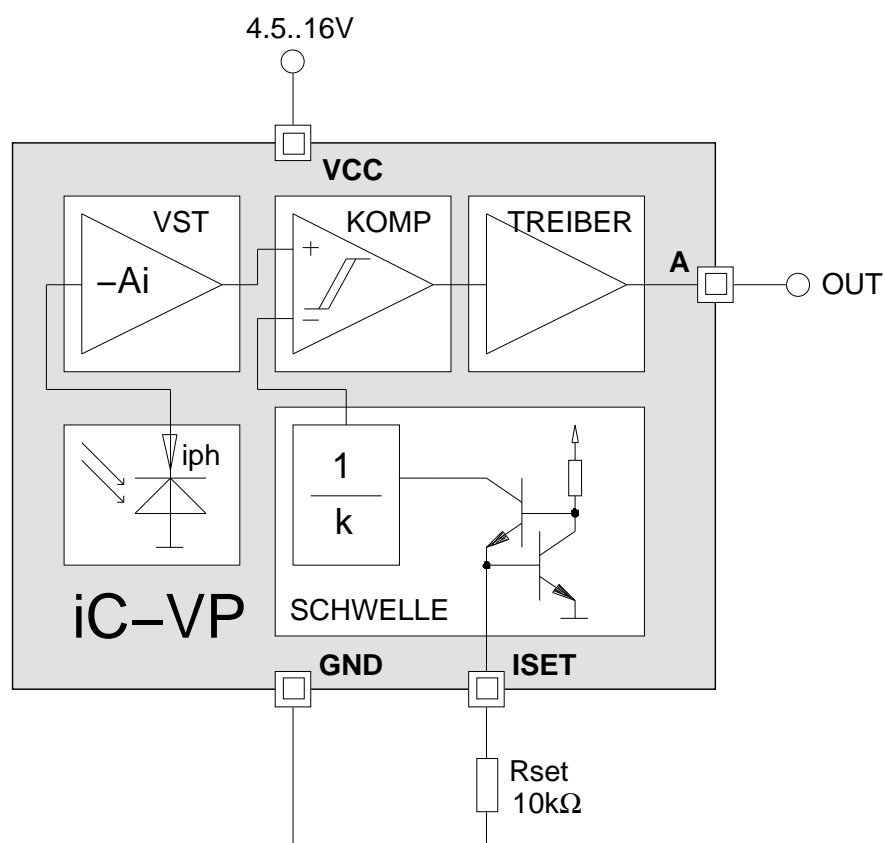 4.5..16V
VCC
VST
KOMP
TREIBER
–Ai
+
–
A
OUT
iph
1
k
iC–VP
SCHWELLE
GND
ISET
Rset
10kΩ